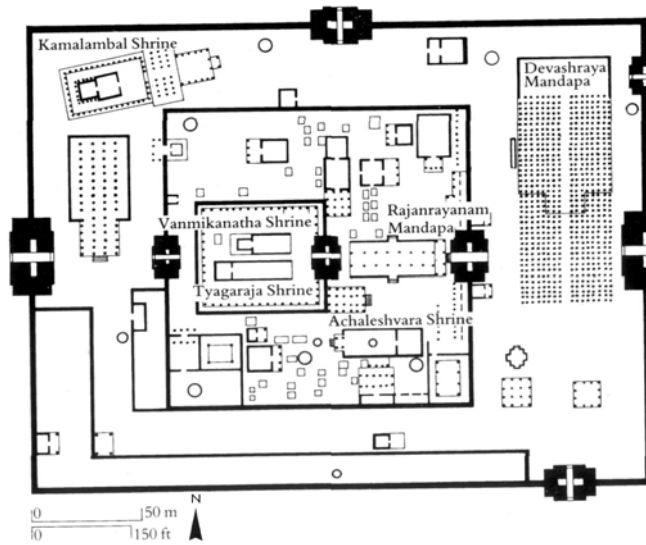 Kamalambal Shrine
Devashraya
Mandapa
Vanmikanatha Shrine
Rajanrayanam
Mandapa
Tyagaraja Shrine
Achaleshvara Shrine
N
0 50 m
0 150 ft